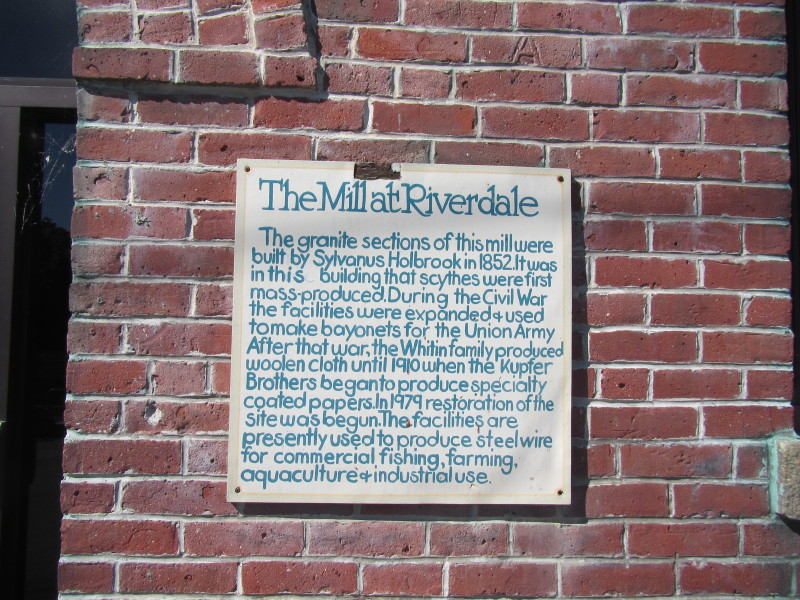 The Mill at Riverdale
The granite sections of this mill were
built by Sylvanus Holbrook in 1852. It was
in this building that scythes were first
mass-produced. During the Civil War
the facilities were expanded & used
to make bayonets for the Union Army
After that war, the Whitin family produced
woolen cloth until 1910 when the Kupfer
Brothers began to produce specialty
coated papers. In 1979 restoration of the
site was begun. The facilities are
presently used to produce steel wire
for commercial fishing, farming,
aquaculture & industrial use.